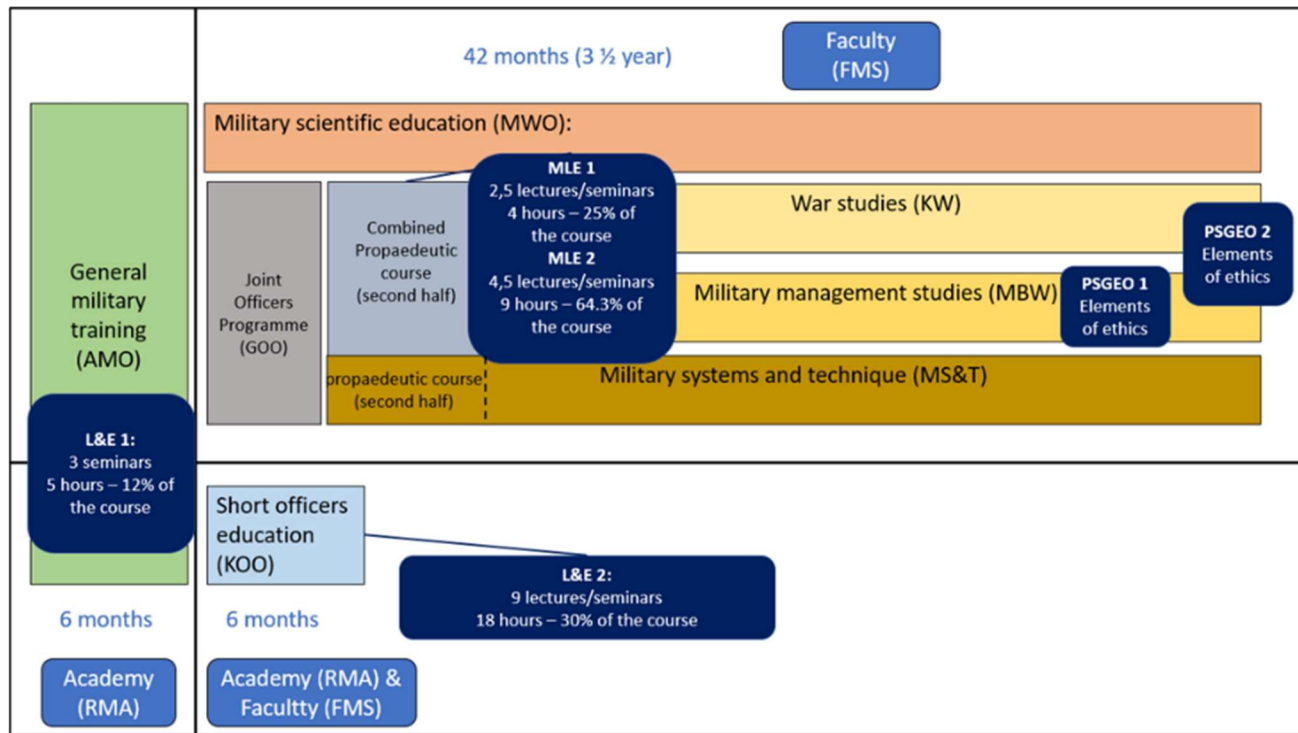 42 months (3 ½ year)
Faculty
(FMS)
Military scientific education (MWO):
General
military
training
(AMO)
Joint
Officers
Programme
(GOO)
Combined
Propaedeutic
course
(second half)
MLE 1
2,5 lectures/seminars
4 hours – 25% of
the course
MLE 2
4,5 lectures/seminars
9 hours – 64.3% of
the course
War studies (KW)
PSGEO 2
Elements
of ethics
Military management studies (MBW)
PSGEO 1
Elements
of ethics
propaedeutic course
(second half)
Military systems and technique (MS&T)
L&E 1:
3 seminars
5 hours – 12% of
the course
Short officers
education
(KOO)
L&E 2:
9 lectures/seminars
18 hours – 30% of the course
6 months
6 months
Academy
(RMA)
Academy (RMA) &
Facultty (FMS)